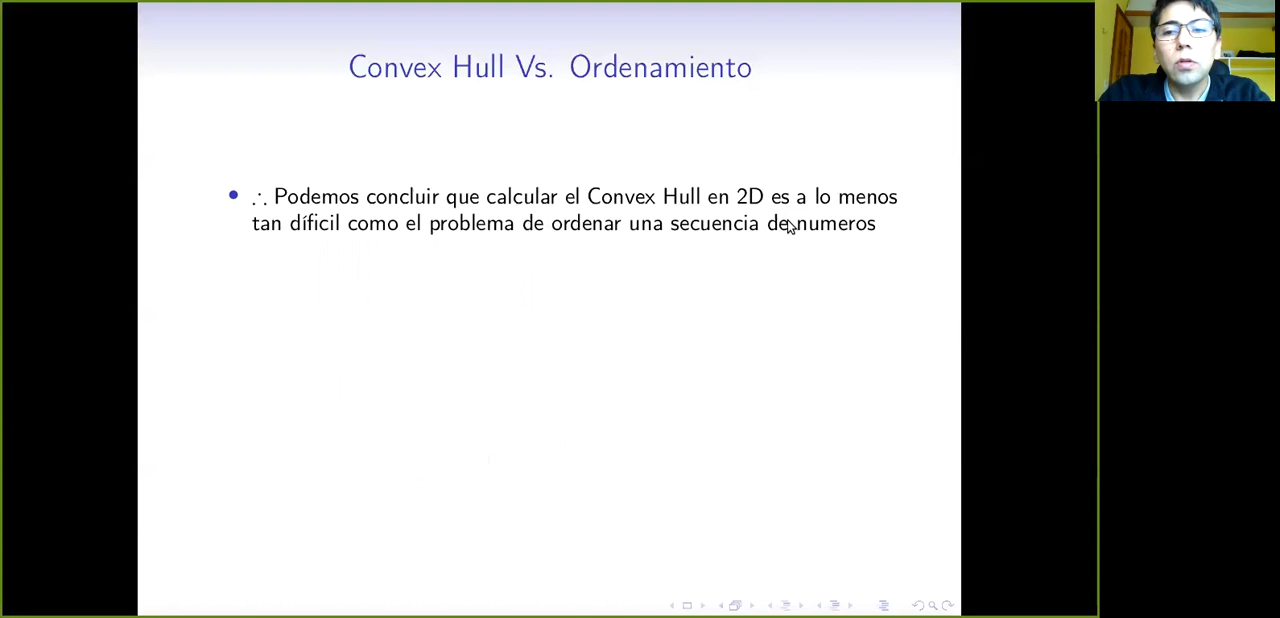 Convex Hull Vs. Ordenamiento
∴ Podemos concluir que calcular el Convex Hull en 2D es a lo menos
tan díficil como el problema de ordenar una secuencia de numeros